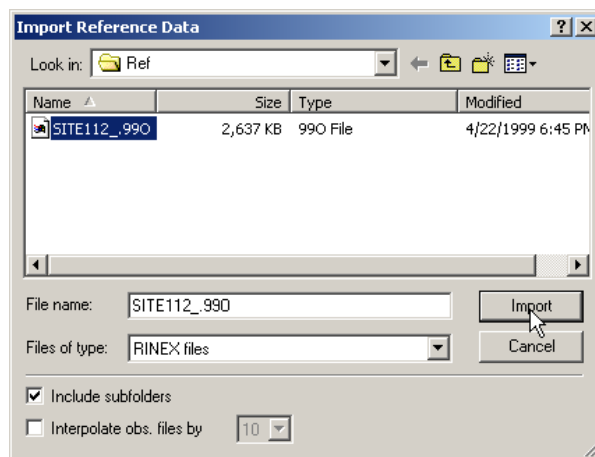 Import Reference Data
Look in: Ref
Name Size Type Modified
SITE112_.99O 2,637 KB 99O File 4/22/1999 6:45 PM
File name: SITE112_.99O Import
Files of type: RINEX files Cancel
Include subfolders
Interpolate obs. files by 10